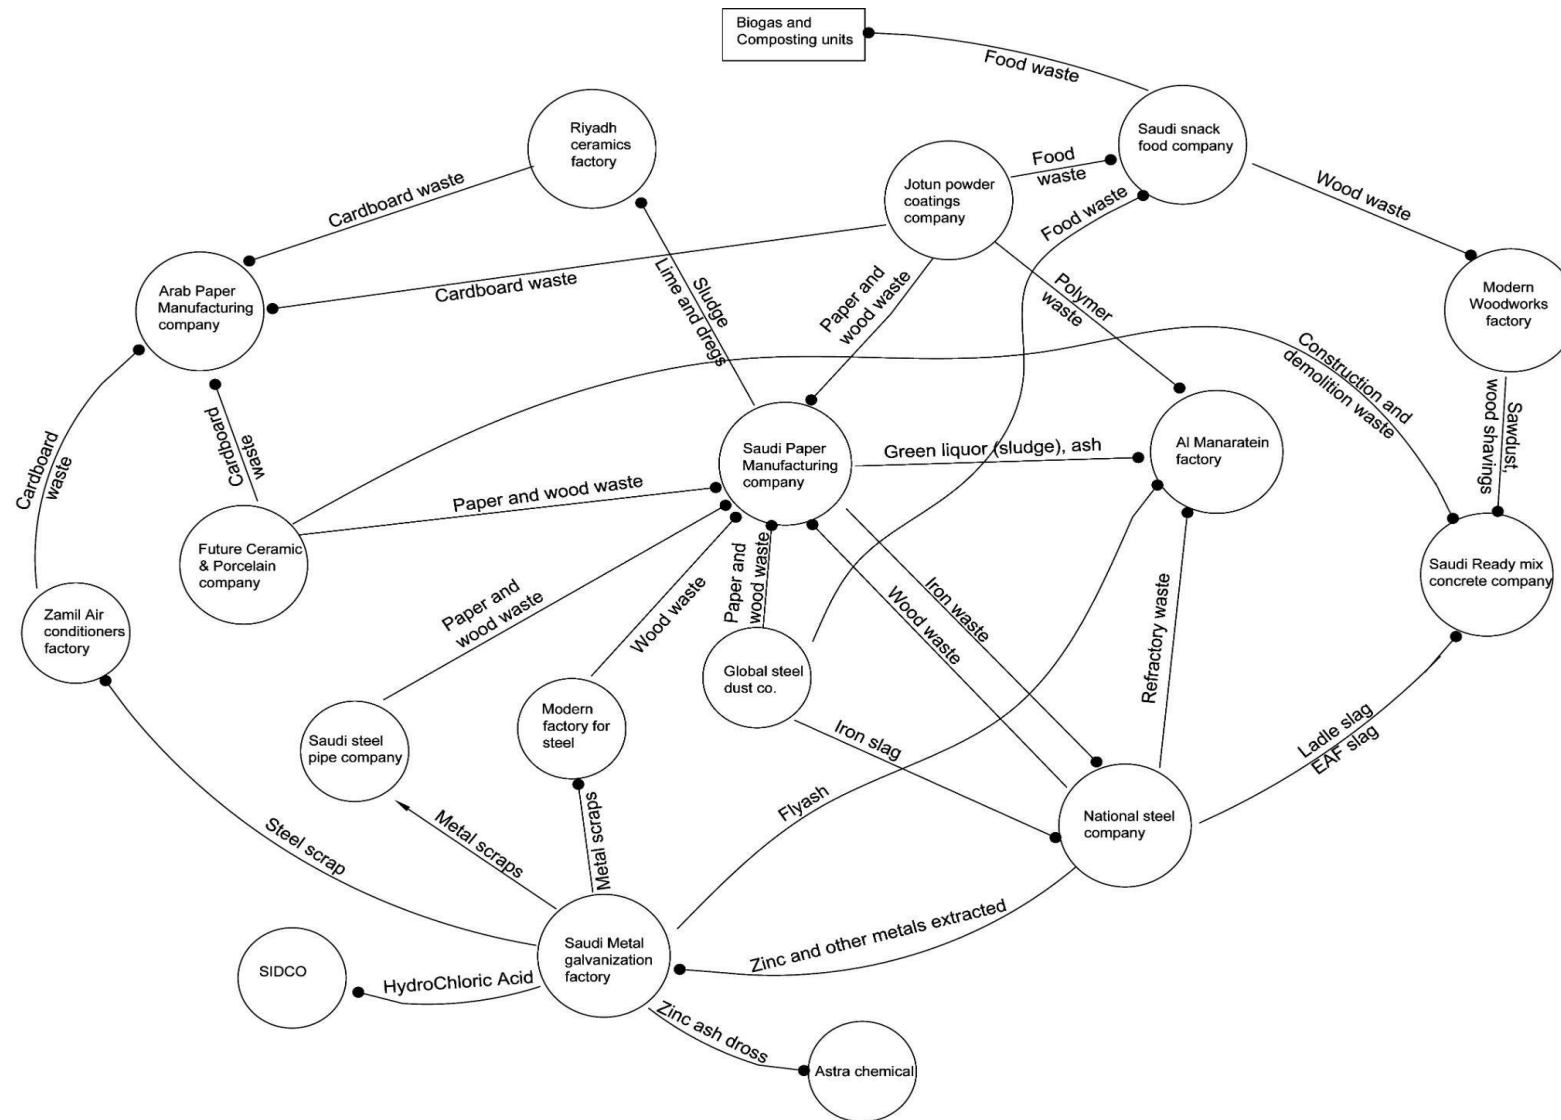 Biogas and
Composting units
Food waste
Saudi snack
food company
Riyadh
ceramics
factory
Jotun powder
coatings
company
Food
waste
Food waste
Wood waste
Cardboard waste
Arab Paper
Manufacturing
company
Cardboard waste
Sludge
Lime and dregs
Paper and
wood waste
Polymer
waste
Modern
Woodworks
factory
Construction and
demolition waste
Sawdust,
wood shavings
Cardboard
waste
Cardboard
waste
Saudi Paper
Manufacturing
company
Green liquor (sludge), ash
Al Manaratein
factory
Paper and wood waste
Future Ceramic
& Porcelain
company
Saudi Ready mix
concrete company
Zamil Air
conditioners
factory
Paper and
wood waste
Wood waste
Paper and
wood waste
Iron waste
Wood waste
Refractory waste
Global steel
dust co.
Saudi steel
pipe company
Modern
factory for
steel
Iron slag
Ladle slag
EAF slag
Flyash
National steel
company
Steel scrap
Metal scraps
Metal scraps
Zinc and other metals extracted
Saudi Metal
galvanization
factory
SIDCO
HydroChloric Acid
Zinc ash dross
Astra chemical